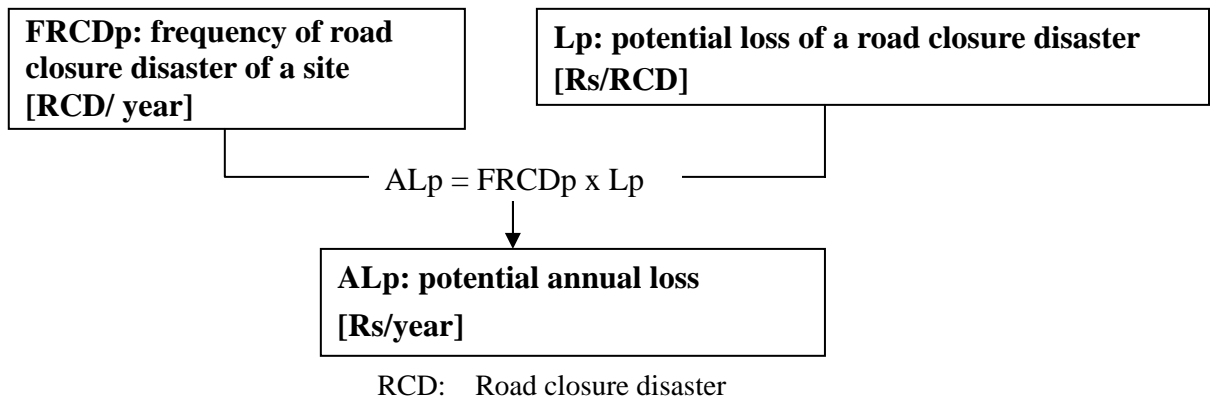 FRCDp: frequency of road
closure disaster of a site
[RCD/ year]
Lp: potential loss of a road closure disaster
[Rs/RCD]
ALp = FRCDp x Lp
ALp: potential annual loss
[Rs/year]
RCD: Road closure disaster